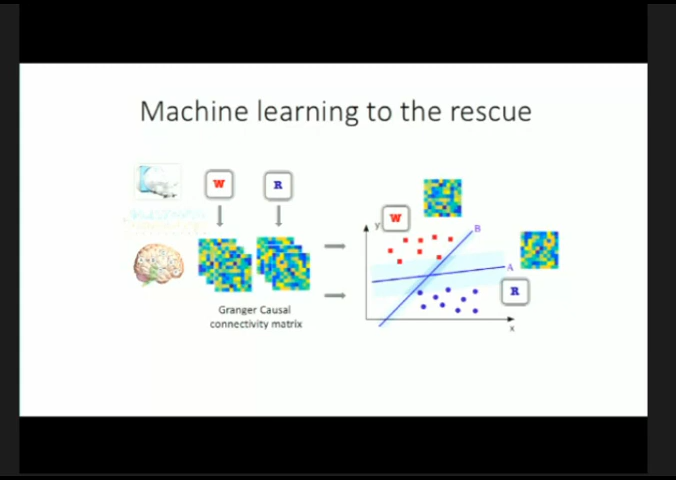 Machine learning to the rescue
W
R
W
y
B
A
R
Granger Causal
connectivity matrix
x